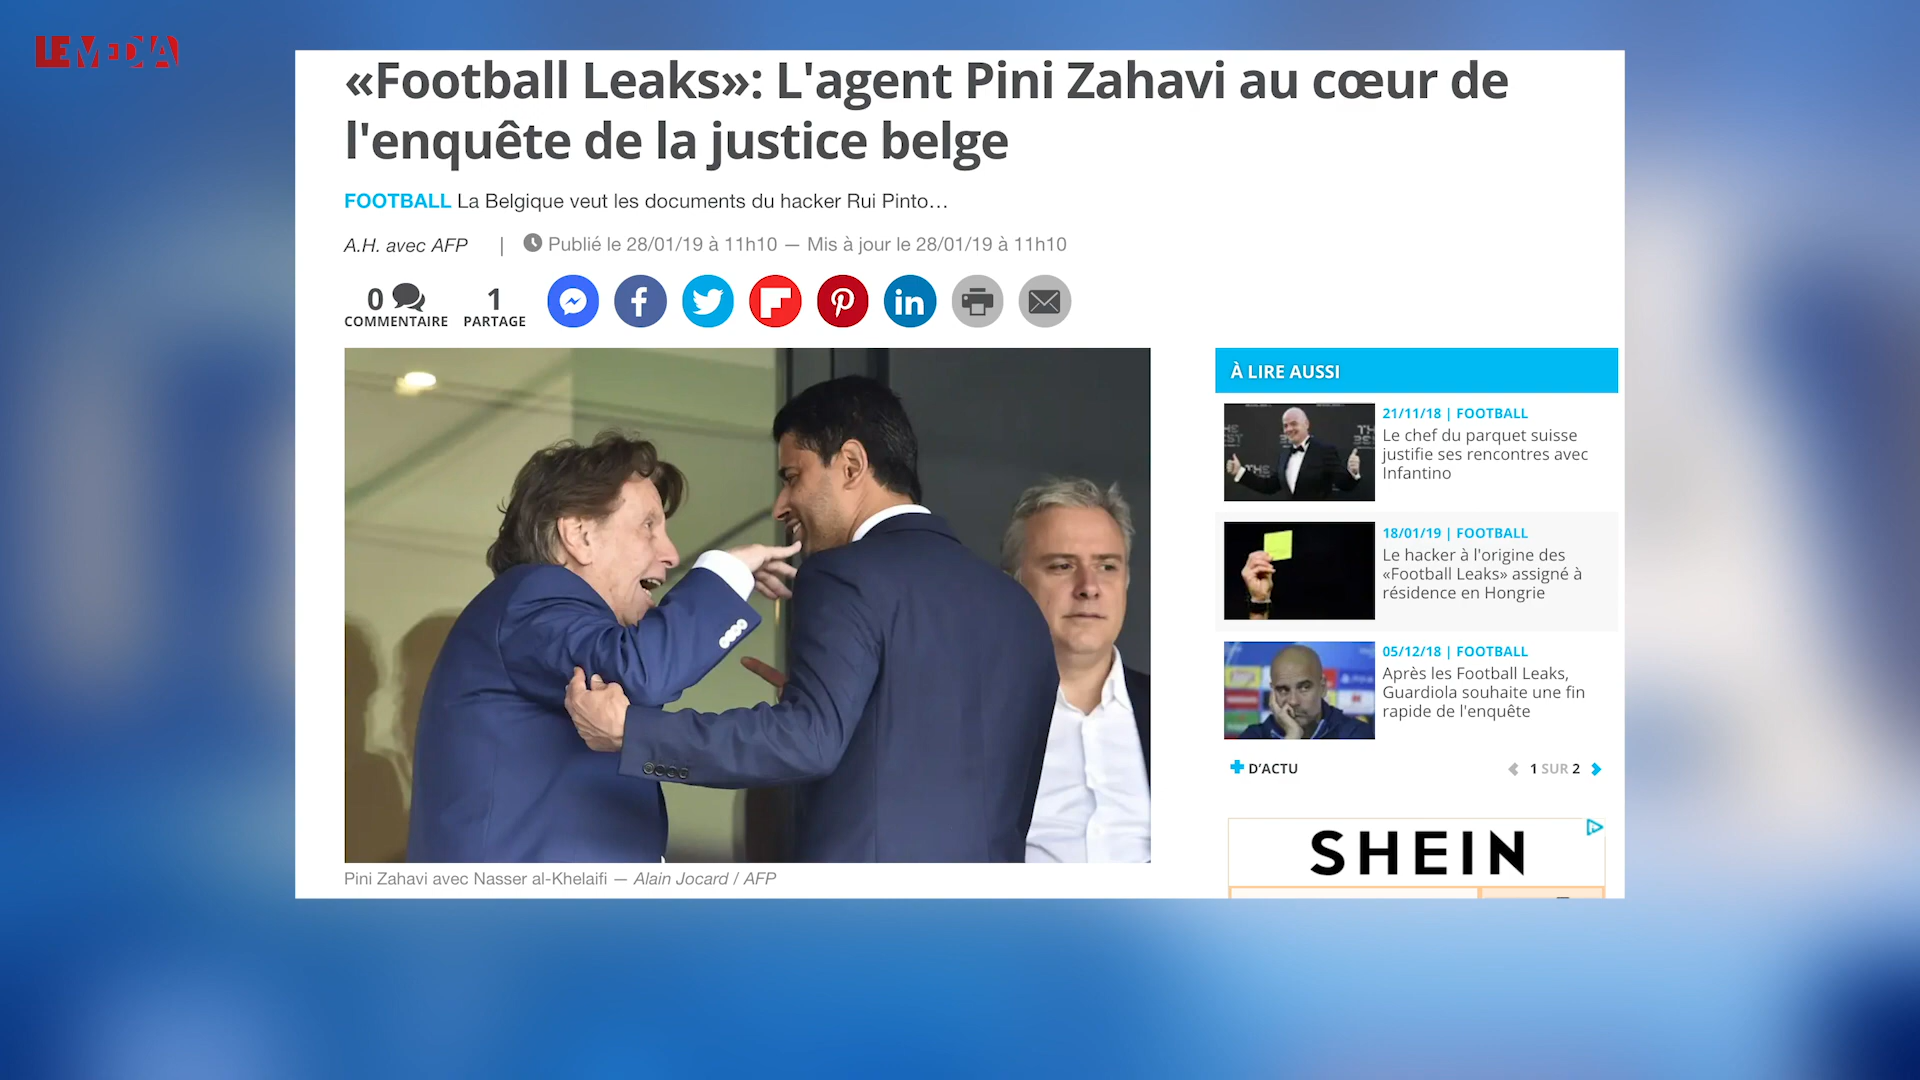 LE MEDIA
«Football Leaks»: L'agent Pini Zahavi au cœur de
l'enquête de la justice belge
FOOTBALL La Belgique veut les documents du hacker Rui Pinto…
A.H. avec AFP | Publié le 28/01/19 à 11h10 — Mis à jour le 28/01/19 à 11h10
0 COMMENTAIRE
1 PARTAGE
À LIRE AUSSI
21/11/18 | FOOTBALL
Le chef du parquet suisse
justifie ses rencontres avec
Infantino
18/01/19 | FOOTBALL
Le hacker à l'origine des
«Football Leaks» assigné à
résidence en Hongrie
05/12/18 | FOOTBALL
Après les Football Leaks,
Guardiola souhaite une fin
rapide de l'enquête
D'ACTU
1 SUR 2
SHEIN
Pini Zahavi avec Nasser al-Khelaifi — Alain Jocard / AFP